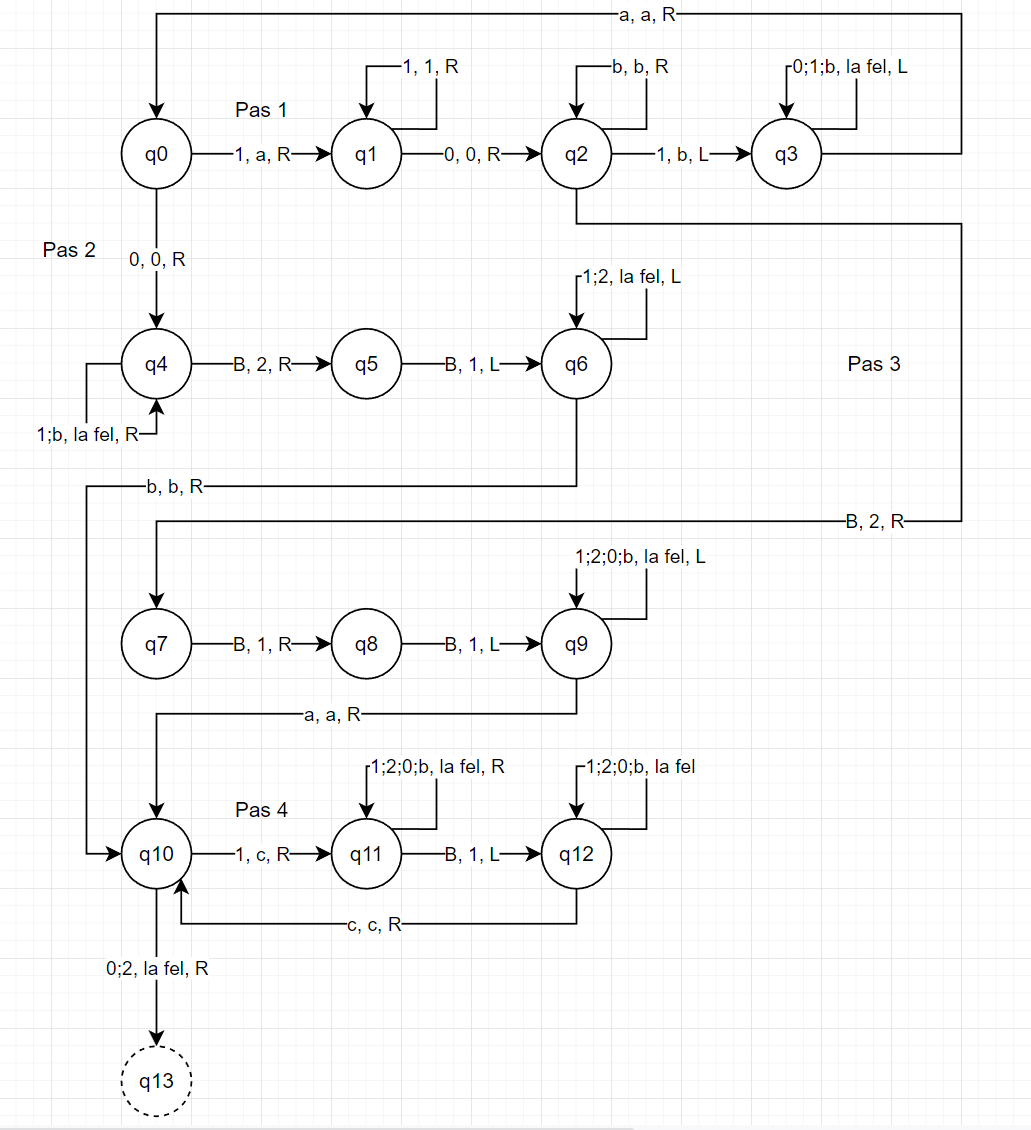 a, a, R
1, 1, R
b, b, R
0;1;b, la fel, L
Pas 1
q0
1, a, R
q1
0, 0, R
q2
1, b, L
q3
Pas 2
0, 0, R
1;2, la fel, L
q4
B, 2, R
q5
B, 1, L
q6
Pas 3
1;b, la fel, R
b, b, R
B, 2, R
1;2;0;b, la fel, L
q7
B, 1, R
q8
B, 1, L
q9
a, a, R
1;2;0;b, la fel, R
1;2;0;b, la fel
Pas 4
q10
1, c, R
q11
B, 1, L
q12
c, c, R
0;2, la fel, R
q13